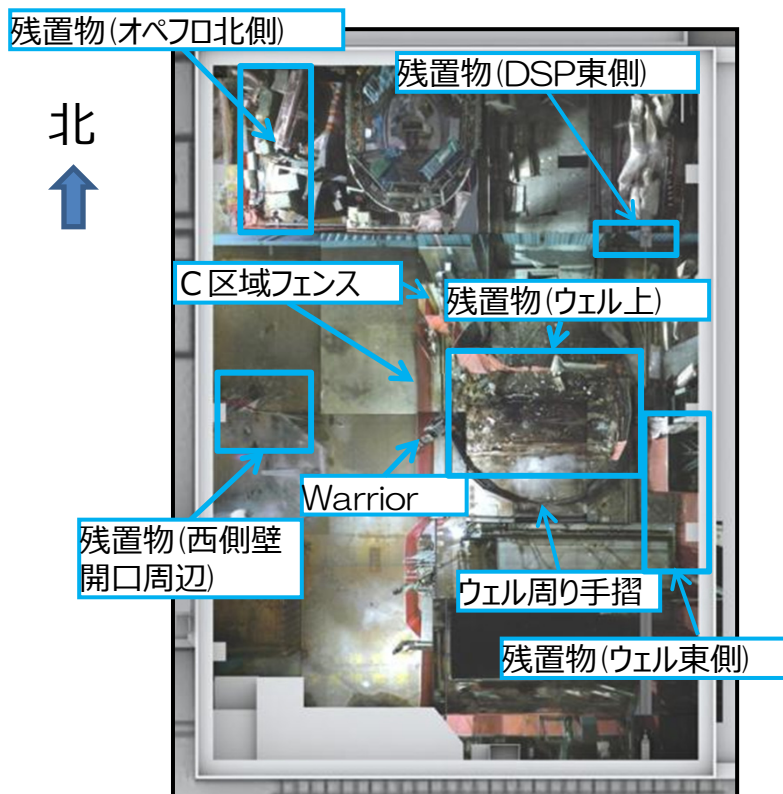 残置物(オペフロ北側)
残置物(DSP東側)
北
C区域フェンス
残置物(ウェル上)
Warrior
残置物(西側壁
開口周辺)
ウェル周り手摺
残置物(ウェル東側)